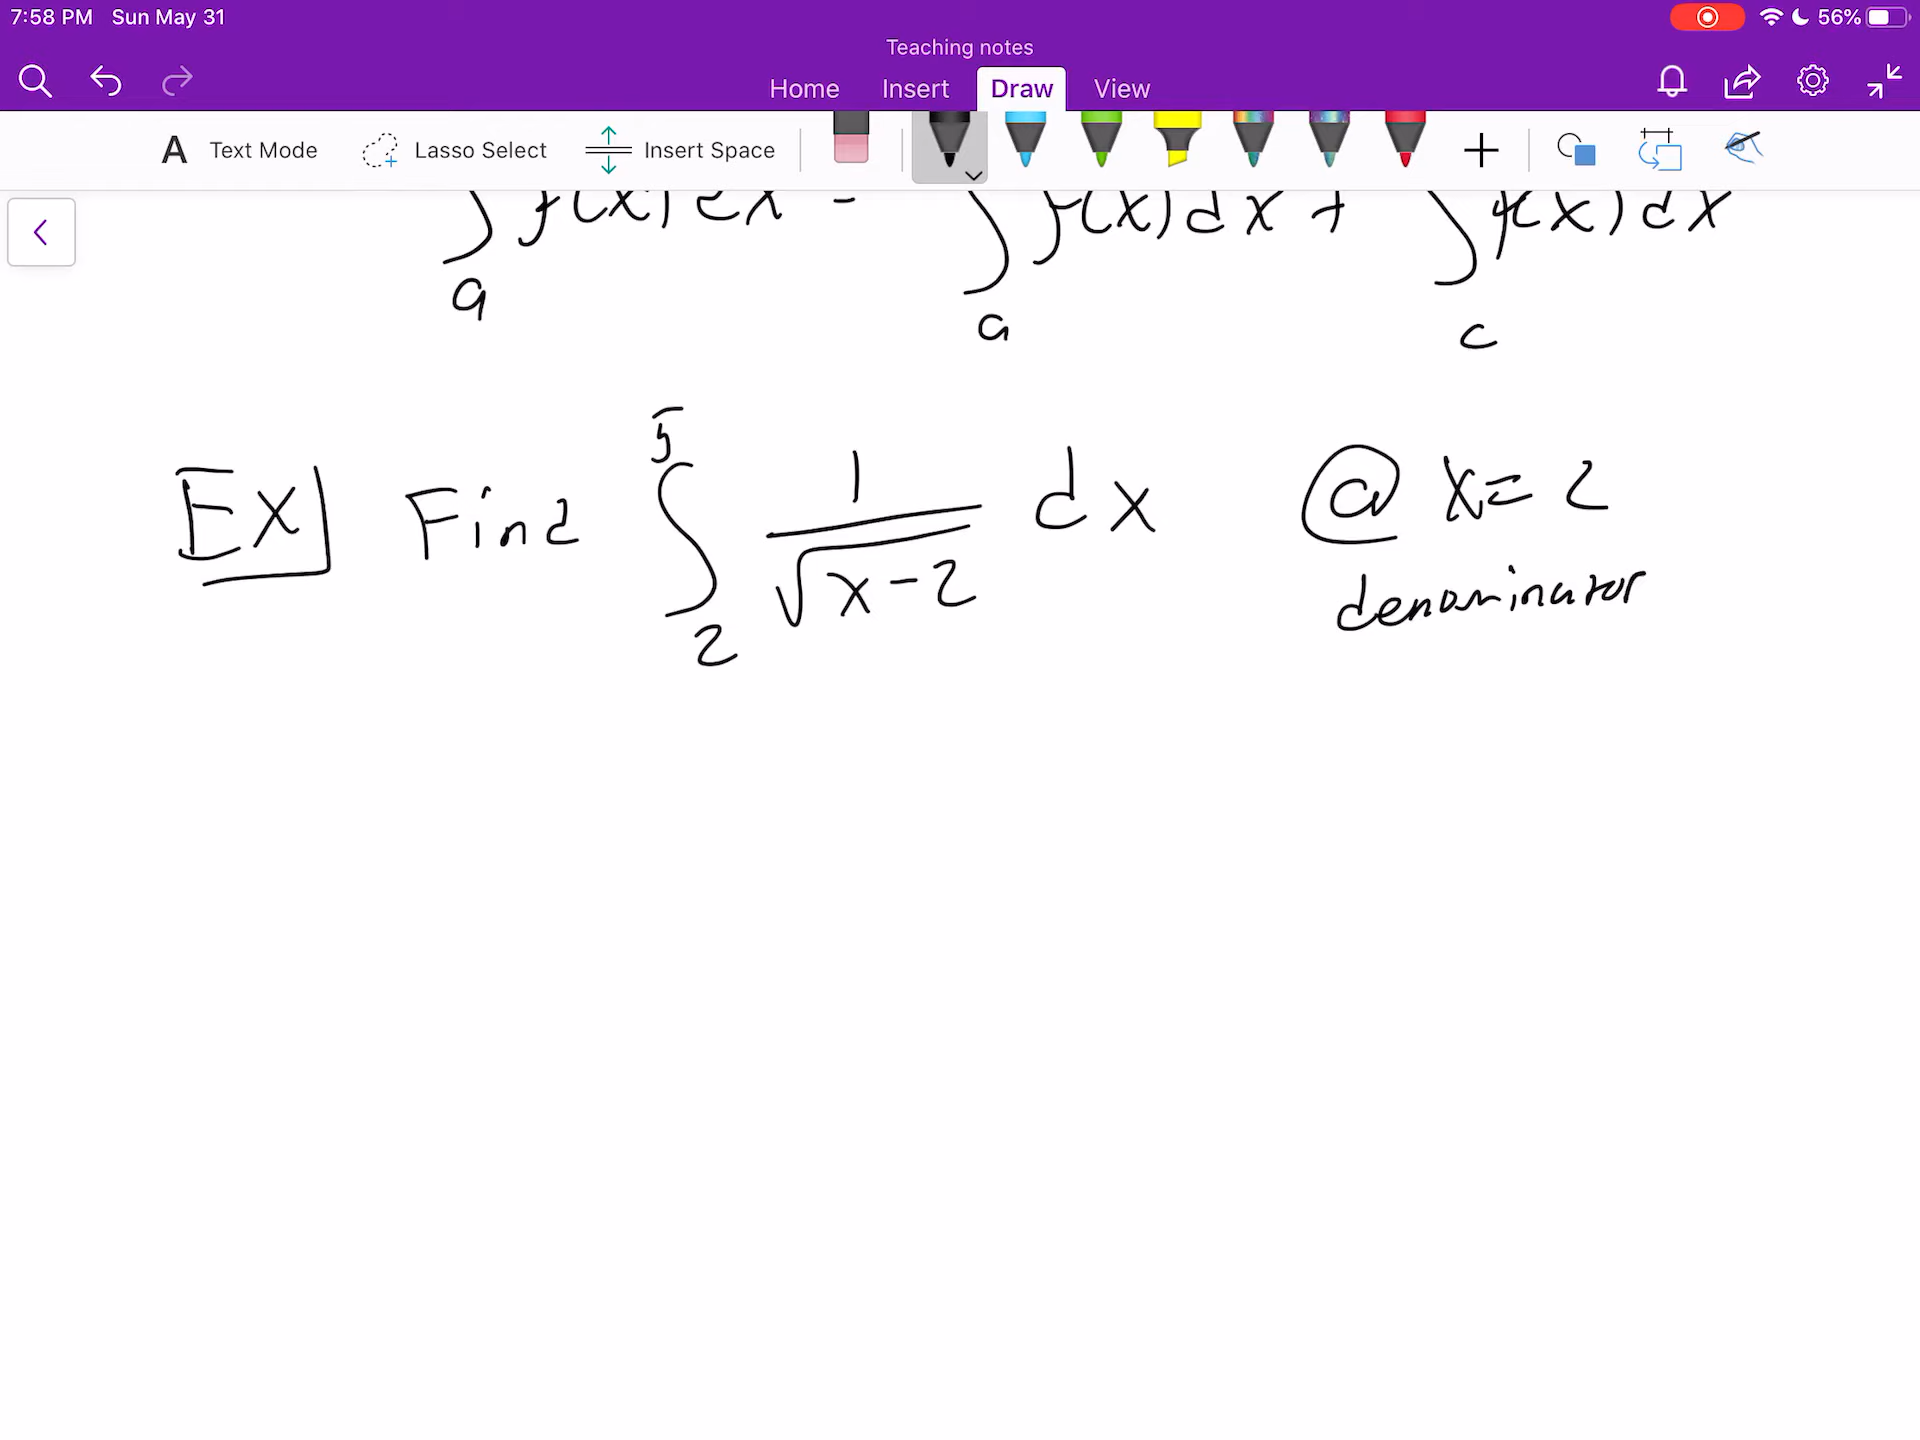 7:58 PM Sun May 31
56%
Teaching notes
Home Insert Draw View
A Text Mode Lasso Select Insert Space
∫ f(x) dx = ∫ f(x) dx + ∫ f(x) dx
a a c
Ex Find ∫ 5 2 1/√(x-2) dx @ x = 2
denominator